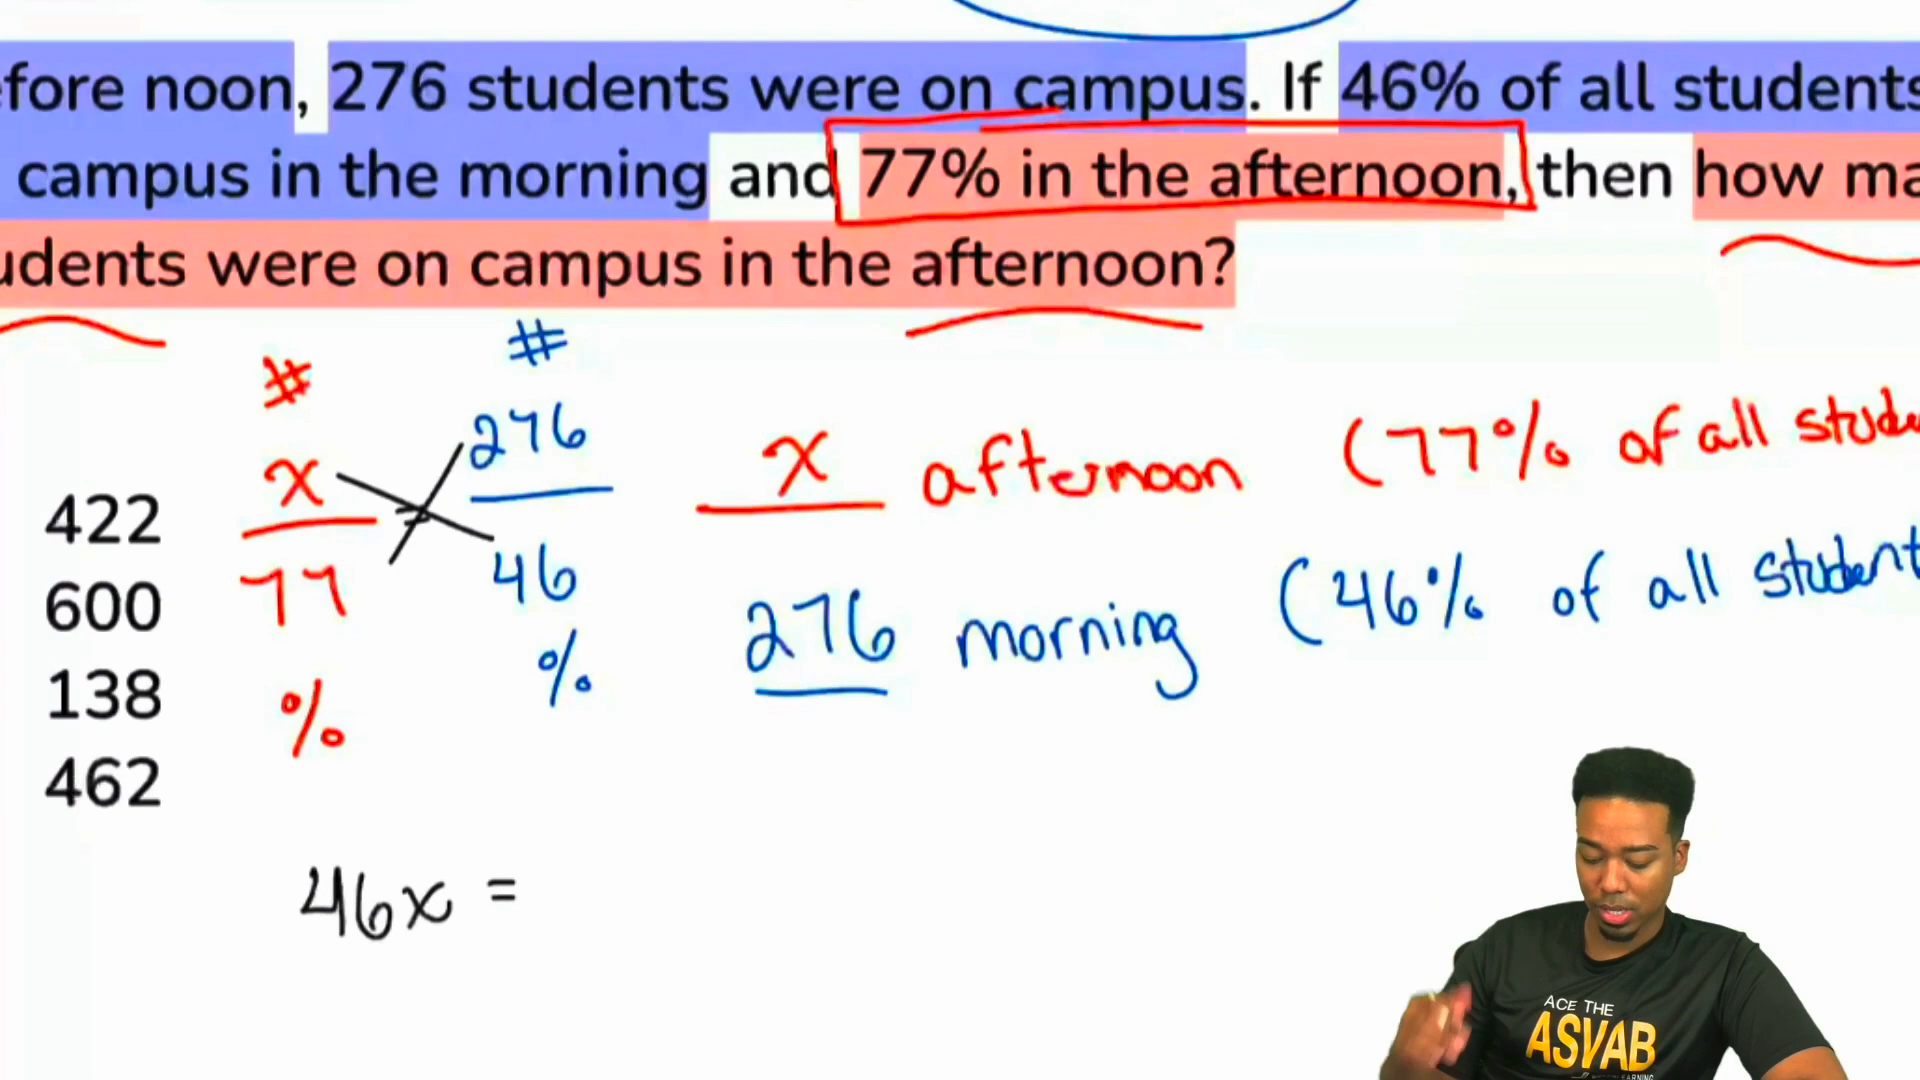 efore noon, 276 students were on campus. If 46% of all students
campus in the morning and 77% in the afternoon, then how ma
udents were on campus in the afternoon?
# #
x 276 x afternoon (77% of all stude
422
77 46 276 morning (46% of all student
600
% %
138
462
46x =
ACE THE
ASVAB